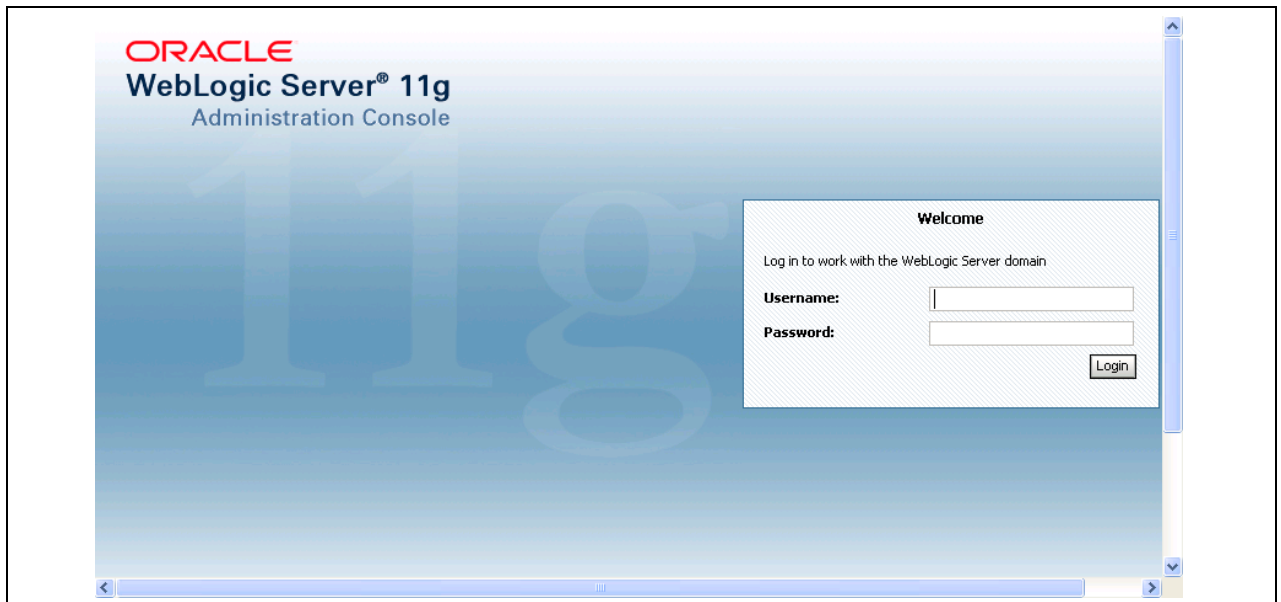 ORACLE
WebLogic Server® 11g
Administration Console
11g
Welcome
Log in to work with the WebLogic Server domain
Username:
Password:
Login